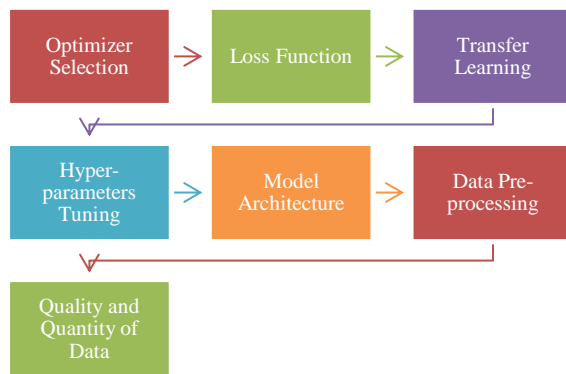 Optimizer
Selection
Loss Function
Transfer
Learning
Hyper-
parameters
Tuning
Model
Architecture
Data Pre-
processing
Quality and
Quantity of
Data